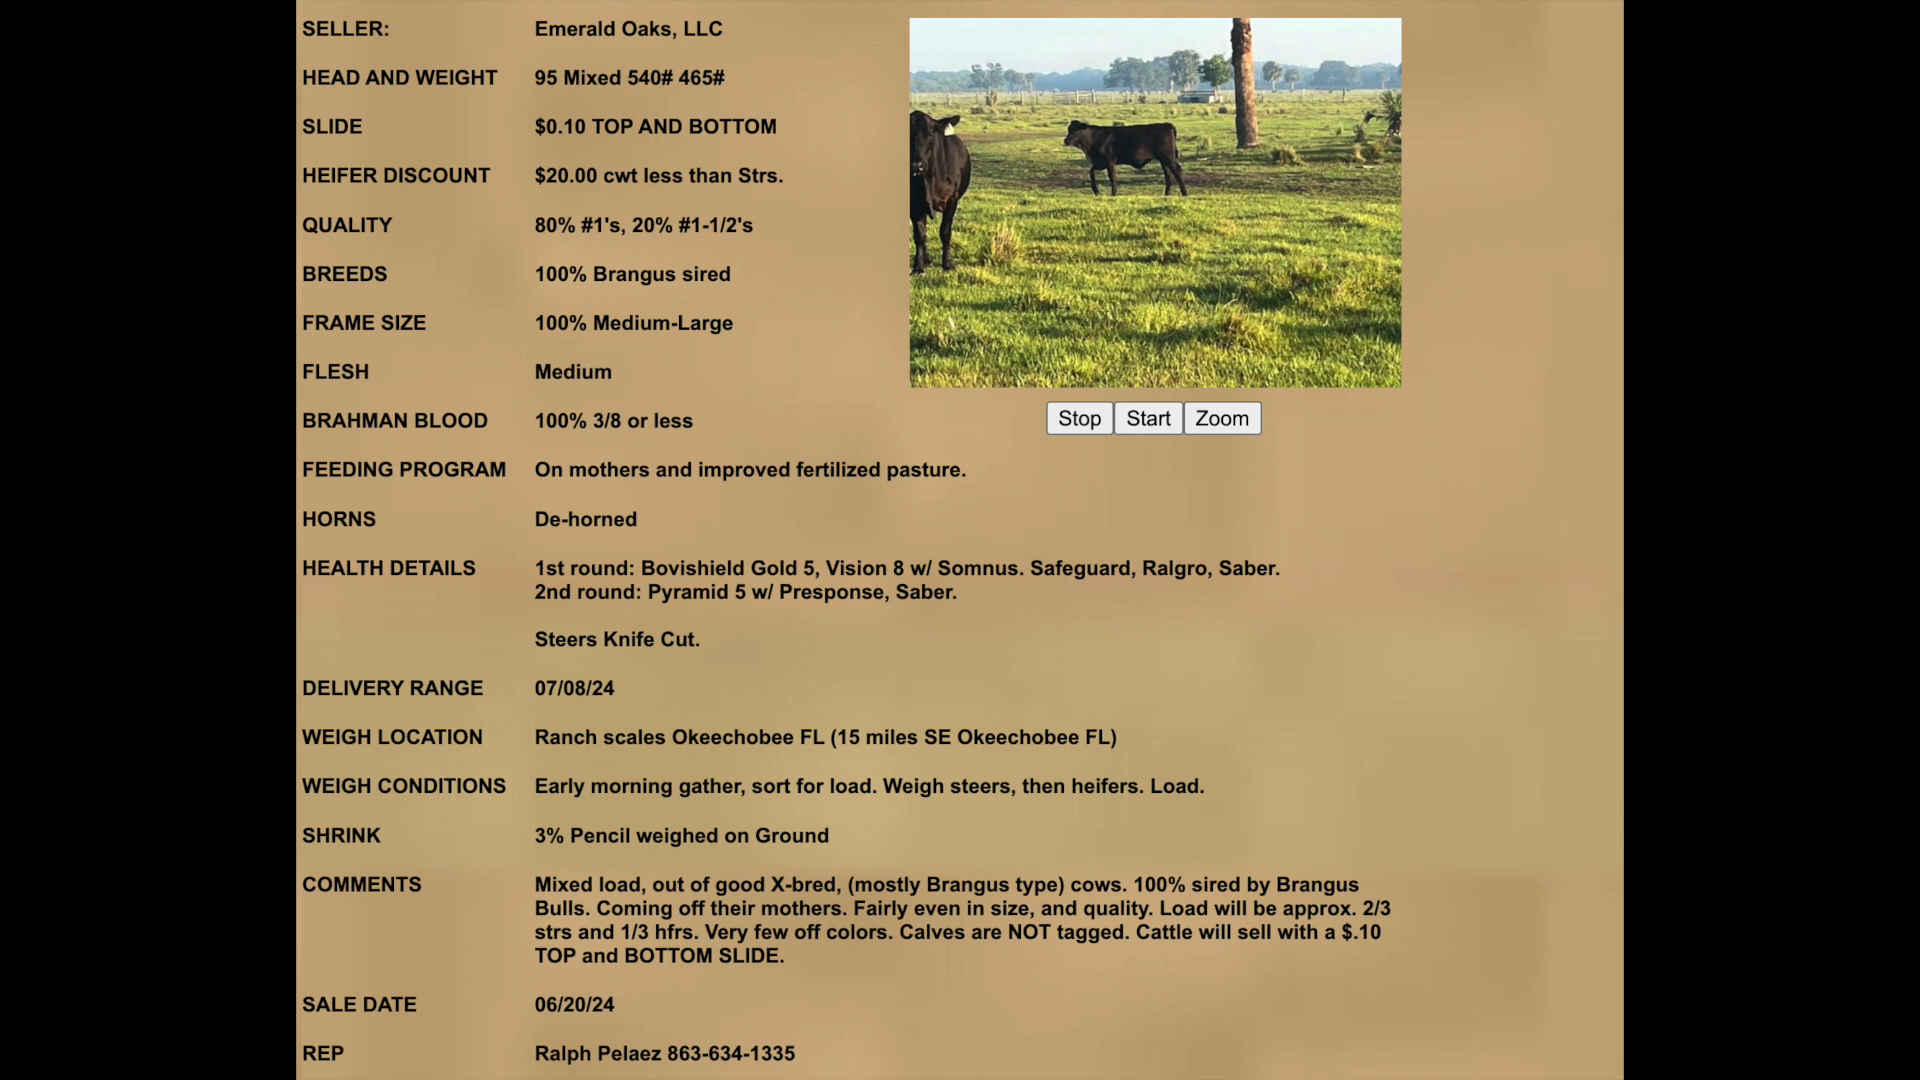 SELLER: Emerald Oaks, LLC
HEAD AND WEIGHT 95 Mixed 540# 465#
SLIDE $0.10 TOP AND BOTTOM
HEIFER DISCOUNT $20.00 cwt less than Strs.
QUALITY 80% #1's, 20% #1-1/2's
BREEDS 100% Brangus sired
FRAME SIZE 100% Medium-Large
FLESH Medium
Stop Start Zoom
BRAHMAN BLOOD 100% 3/8 or less
FEEDING PROGRAM On mothers and improved fertilized pasture.
HORNS De-horned
HEALTH DETAILS 1st round: Bovishield Gold 5, Vision 8 w/ Somnus. Safeguard, Ralgro, Saber.
2nd round: Pyramid 5 w/ Presponse, Saber.
Steers Knife Cut.
DELIVERY RANGE 07/08/24
WEIGH LOCATION Ranch scales Okeechobee FL (15 miles SE Okeechobee FL)
WEIGH CONDITIONS Early morning gather, sort for load. Weigh steers, then heifers. Load.
SHRINK 3% Pencil weighed on Ground
COMMENTS Mixed load, out of good X-bred, (mostly Brangus type) cows. 100% sired by Brangus
Bulls. Coming off their mothers. Fairly even in size, and quality. Load will be approx. 2/3
strs and 1/3 hfrs. Very few off colors. Calves are NOT tagged. Cattle will sell with a $.10
TOP and BOTTOM SLIDE.
SALE DATE 06/20/24
REP Ralph Pelaez 863-634-1335